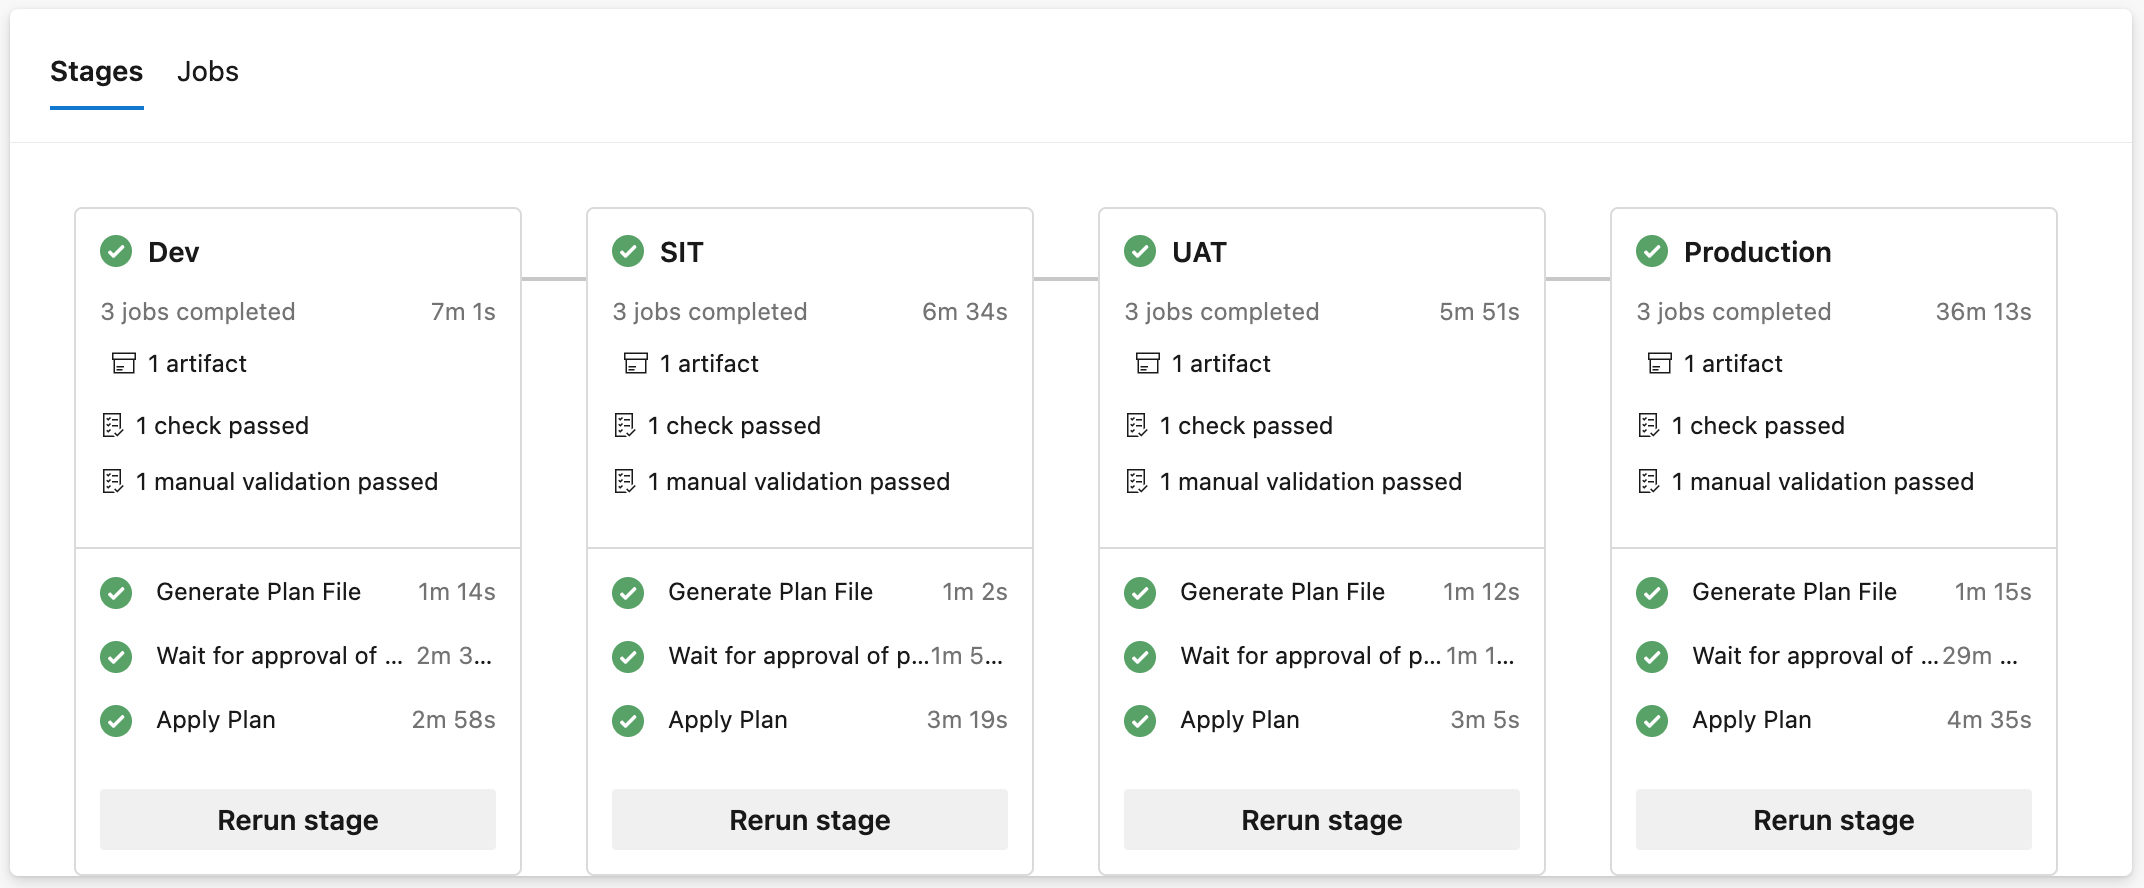 Stages Jobs
Dev
3 jobs completed 7m 1s
1 artifact
1 check passed
1 manual validation passed
Generate Plan File 1m 14s
Wait for approval of ... 2m 3...
Apply Plan 2m 58s
Rerun stage
SIT
3 jobs completed 6m 34s
1 artifact
1 check passed
1 manual validation passed
Generate Plan File 1m 2s
Wait for approval of p... 1m 5...
Apply Plan 3m 19s
Rerun stage
UAT
3 jobs completed 5m 51s
1 artifact
1 check passed
1 manual validation passed
Generate Plan File 1m 12s
Wait for approval of p... 1m 1...
Apply Plan 3m 5s
Rerun stage
Production
3 jobs completed 36m 13s
1 artifact
1 check passed
1 manual validation passed
Generate Plan File 1m 15s
Wait for approval of ... 29m ...
Apply Plan 4m 35s
Rerun stage